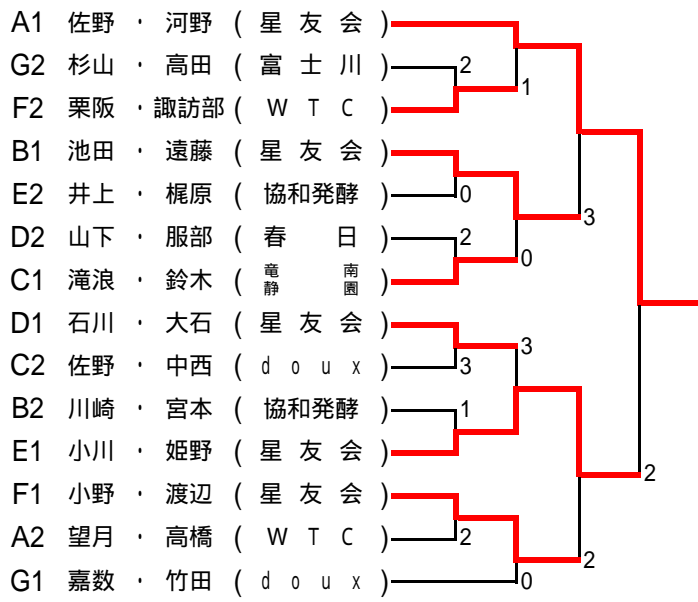 A1 佐野 · 河野 ( 星 友 会 )
G2 杉山 · 高田 ( 富 士 川 ) 2
1
F2 栗阪 · 諏訪部 ( W T C )
B1 池田 · 遠藤 ( 星 友 会 )
E2 井上 · 梶原 ( 協和発酵 ) 0
3
D2 山下 · 服部 ( 春 日 ) 2
0
C1 滝浪 · 鈴木 ( 竜南 静園 )
D1 石川 · 大石 ( 星 友 会 )
3
C2 佐野 · 中西 ( d o u x ) 3
B2 川崎 · 宮本 ( 協和発酵 ) 1
E1 小川 · 姫野 ( 星 友 会 )
2
F1 小野 · 渡辺 ( 星 友 会 )
A2 望月 · 高橋 ( W T C ) 2
2
G1 嘉数 · 竹田 ( d o u x ) 0